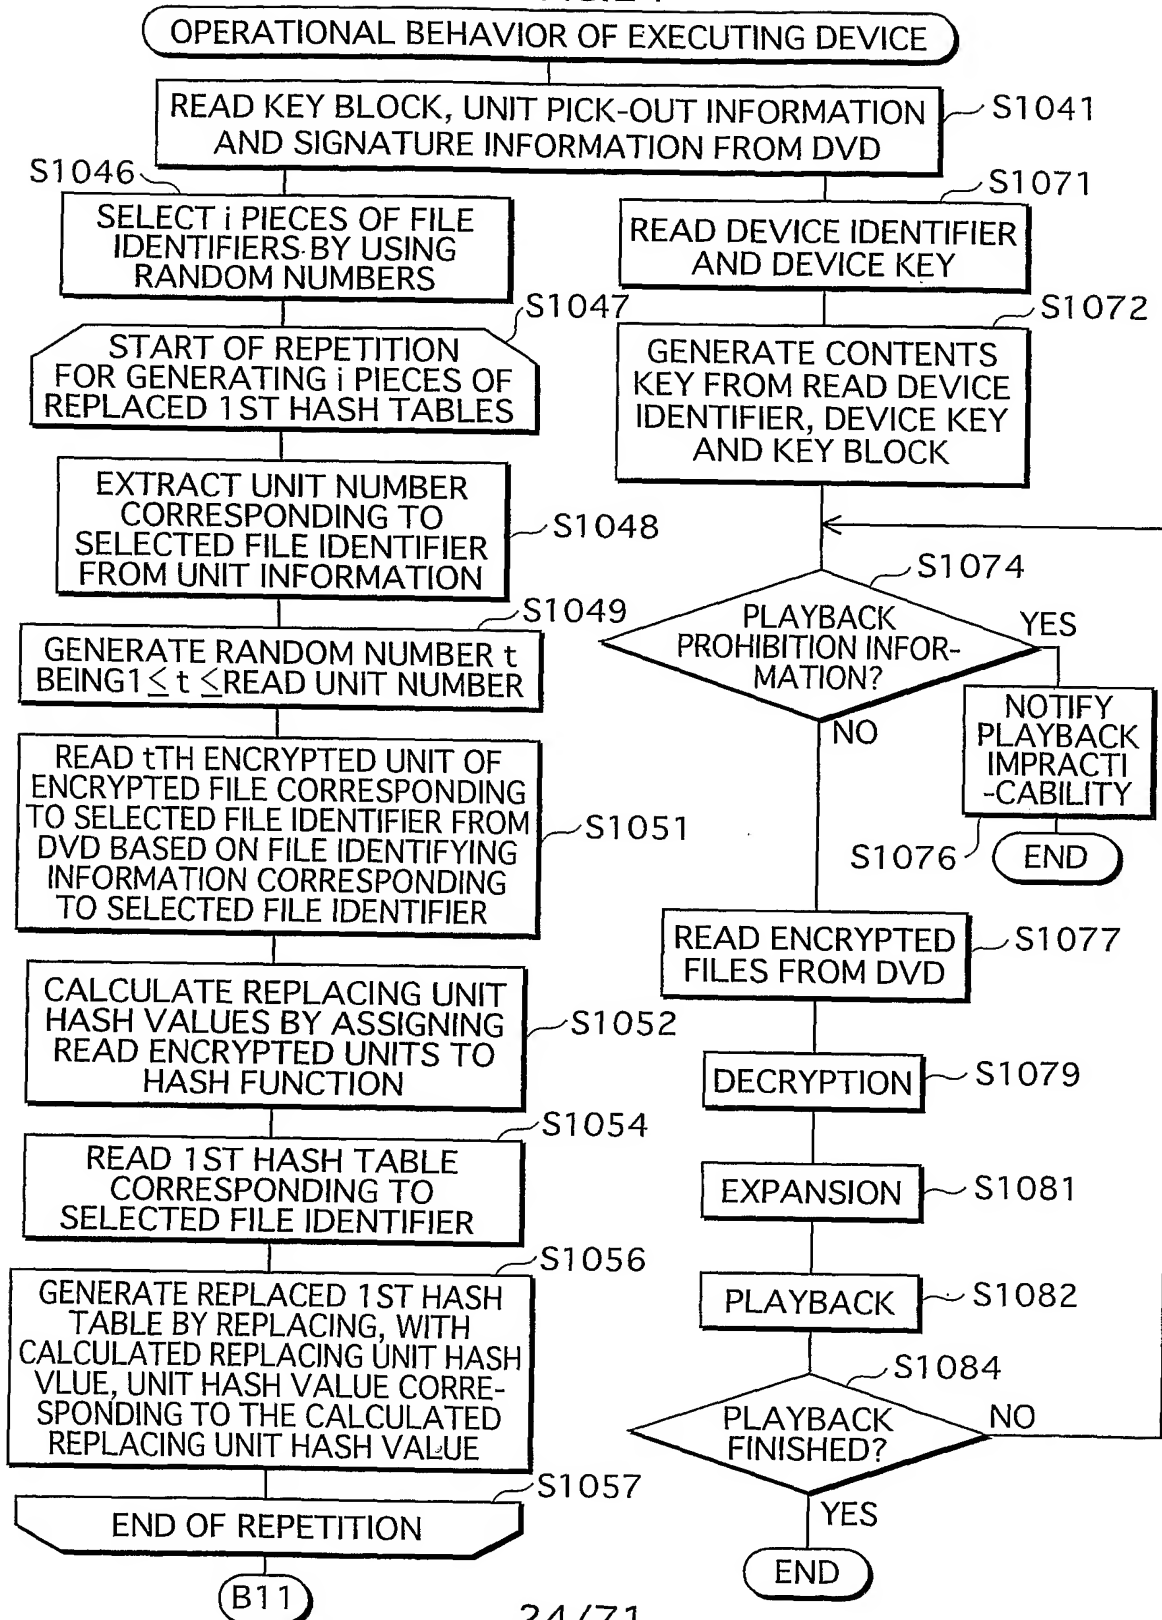 OPERATIONAL BEHAVIOR OF EXECUTING DEVICE
READ KEY BLOCK, UNIT PICK-OUT INFORMATION
AND SIGNATURE INFORMATION FROM DVD
S1041
S1046
SELECT i PIECES OF FILE
IDENTIFIERS BY USING
RANDOM NUMBERS
S1047
START OF REPETITION
FOR GENERATING i PIECES OF
REPLACED 1ST HASH TABLES
EXTRACT UNIT NUMBER
CORRESPONDING TO
SELECTED FILE IDENTIFIER
FROM UNIT INFORMATION
S1048
S1049
GENERATE RANDOM NUMBER t
BEING1≤t≤READ UNIT NUMBER
READ tTH ENCRYPTED UNIT OF
ENCRYPTED FILE CORRESPONDING
TO SELECTED FILE IDENTIFIER FROM
DVD BASED ON FILE IDENTIFYING
INFORMATION CORRESPONDING
TO SELECTED FILE IDENTIFIER
S1051
CALCULATE REPLACING UNIT
HASH VALUES BY ASSIGNING
READ ENCRYPTED UNITS TO
HASH FUNCTION
S1052
S1054
READ 1ST HASH TABLE
CORRESPONDING TO
SELECTED FILE IDENTIFIER
S1056
GENERATE REPLACED 1ST HASH
TABLE BY REPLACING, WITH
CALCULATED REPLACING UNIT HASH
VLUE, UNIT HASH VALUE CORRE-
SPONDING TO THE CALCULATED
REPLACING UNIT HASH VALUE
S1057
END OF REPETITION
B11
S1071
READ DEVICE IDENTIFIER
AND DEVICE KEY
S1072
GENERATE CONTENTS
KEY FROM READ DEVICE
IDENTIFIER, DEVICE KEY
AND KEY BLOCK
S1074
PLAYBACK
PROHIBITION INFOR-
MATION?
YES
NO
NOTIFY
PLAYBACK
IMPRACTI
-CABILITY
S1076
END
READ ENCRYPTED
FILES FROM DVD
S1077
DECRYPTION
S1079
EXPANSION
S1081
PLAYBACK
S1082
S1084
PLAYBACK
FINISHED?
NO
YES
END